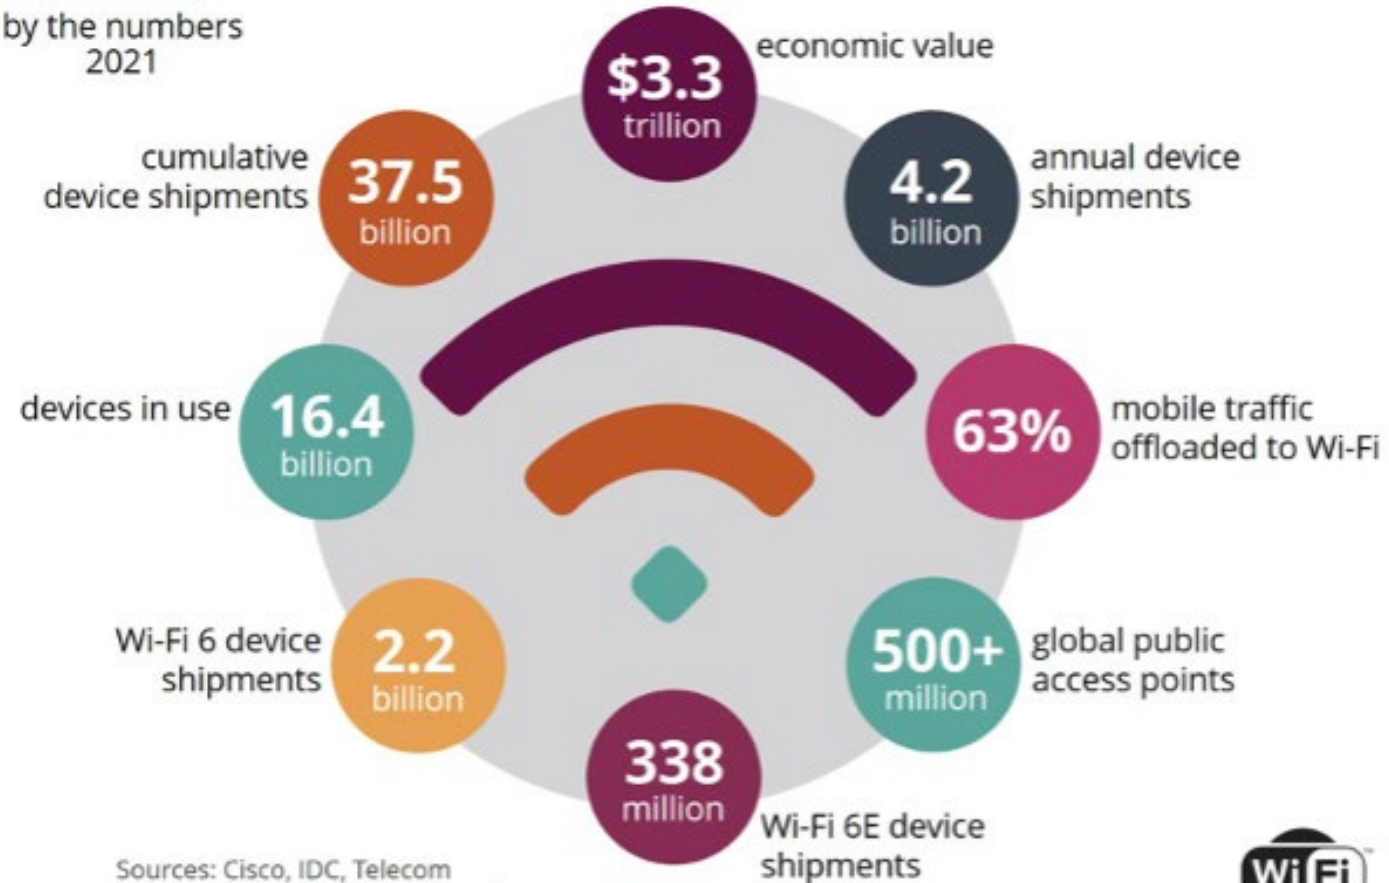 by the numbers
2021
$3.3
trillion
economic value
cumulative
device shipments
37.5
billion
4.2
billion
annual device
shipments
devices in use
16.4
billion
63%
mobile traffic
offloaded to Wi-Fi
Wi-Fi 6 device
shipments
2.2
billion
500+
million
global public
access points
338
million
Wi-Fi 6E device
shipments
Sources: Cisco, IDC, Telecom
Wi Fi